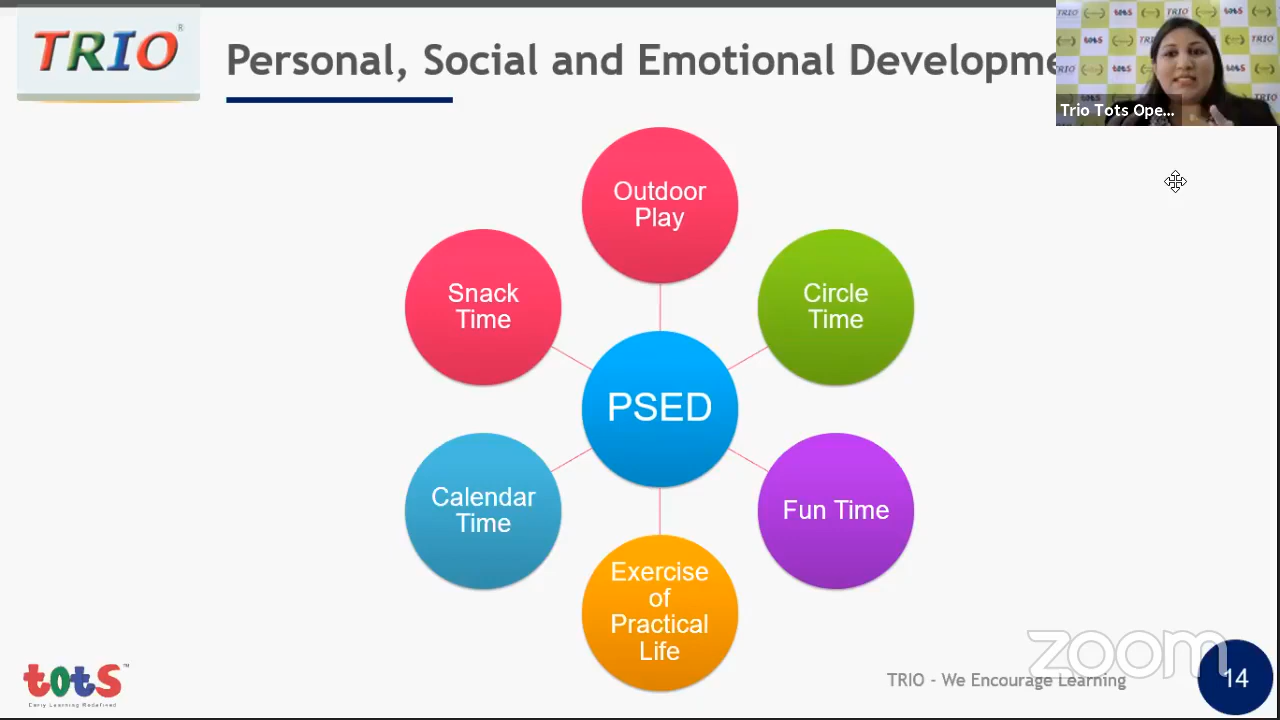 TRIO®
Personal, Social and Emotional Developme
Trio Tots Ope...
Outdoor
Play
Snack
Time
Circle
Time
PSED
Calendar
Time
Fun Time
Exercise
of
Practical
Life
tots™
Early Learning Redefined
TRIO - We Encourage Learning
zoom
14